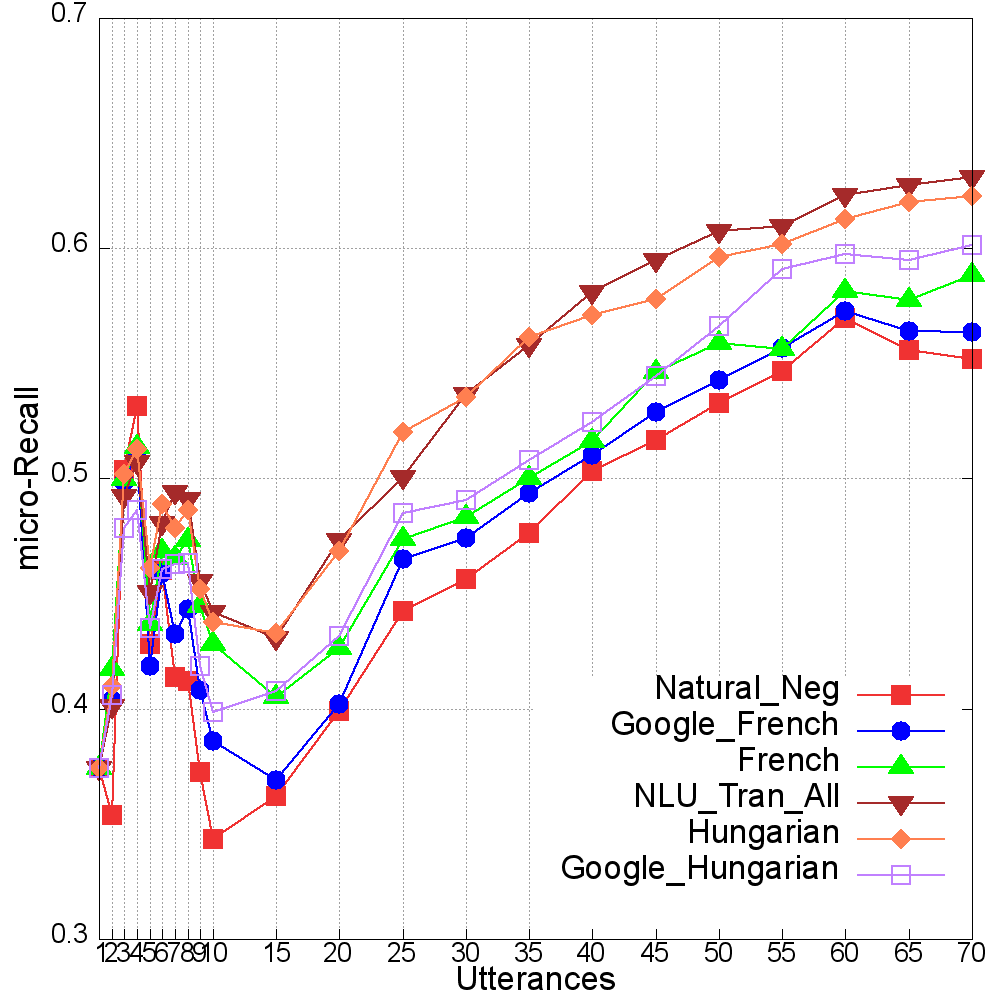 0.7
0.6
0.5
0.4
0.3
micro-Recall
Natural_Neg
Google_French
French
NLU_Tran_All
Hungarian
Google_Hungarian
1 2 3 4 5 6 7 8 9 10 15 20 25 30 35 40 45 50 55 60 65 70
Utterances